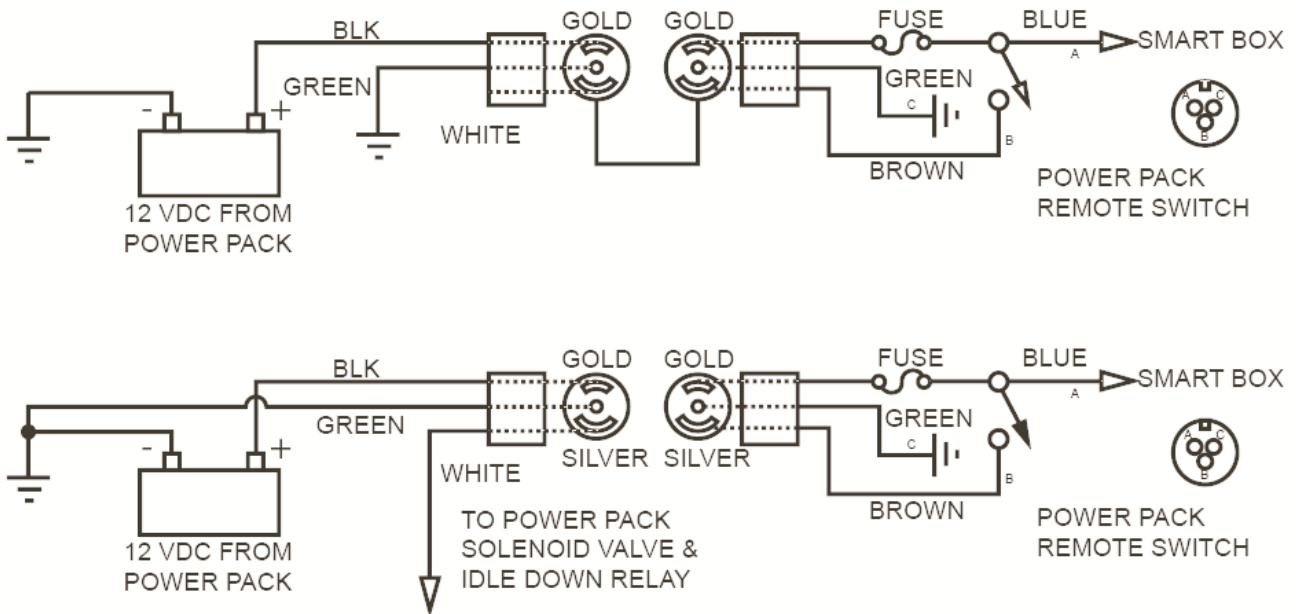 GOLD
GOLD
FUSE
BLUE
BLK
SMART BOX
A
GREEN
GREEN
C
A
C
B
- +
WHITE
B
BROWN
POWER PACK
REMOTE SWITCH
12 VDC FROM
POWER PACK
GOLD
GOLD
FUSE
BLUE
BLK
SMART BOX
A
GREEN
GREEN
C
A
C
B
- +
WHITE
SILVER
SILVER
B
BROWN
POWER PACK
REMOTE SWITCH
TO POWER PACK
SOLENOID VALVE &
IDLE DOWN RELAY
12 VDC FROM
POWER PACK